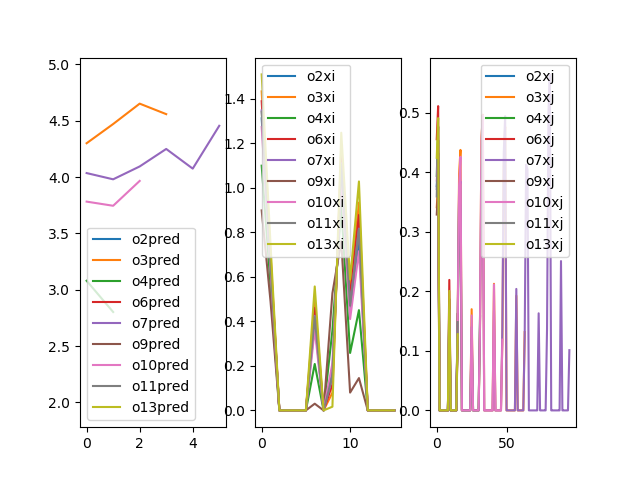 5.0
4.5
4.0
3.5
3.0
2.5
2.0
0
2
4
o2pred
o3pred
o4pred
o6pred
o7pred
o9pred
o10pred
o11pred
o13pred
1.4
1.2
1.0
0.8
0.6
0.4
0.2
0.0
0
10
o2xi
o3xi
o4xi
o6xi
o7xi
o9xi
o10xi
o11xi
o13xi
0.5
0.4
0.3
0.2
0.1
0.0
0
50
o2xj
o3xj
o4xj
o6xj
o7xj
o9xj
o10xj
o11xj
o13xj